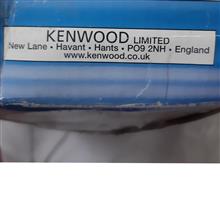 KENWOOD LIMITED
New Lane • Havant • Hants • PO9 2NH • England
www.kenwood.co.uk